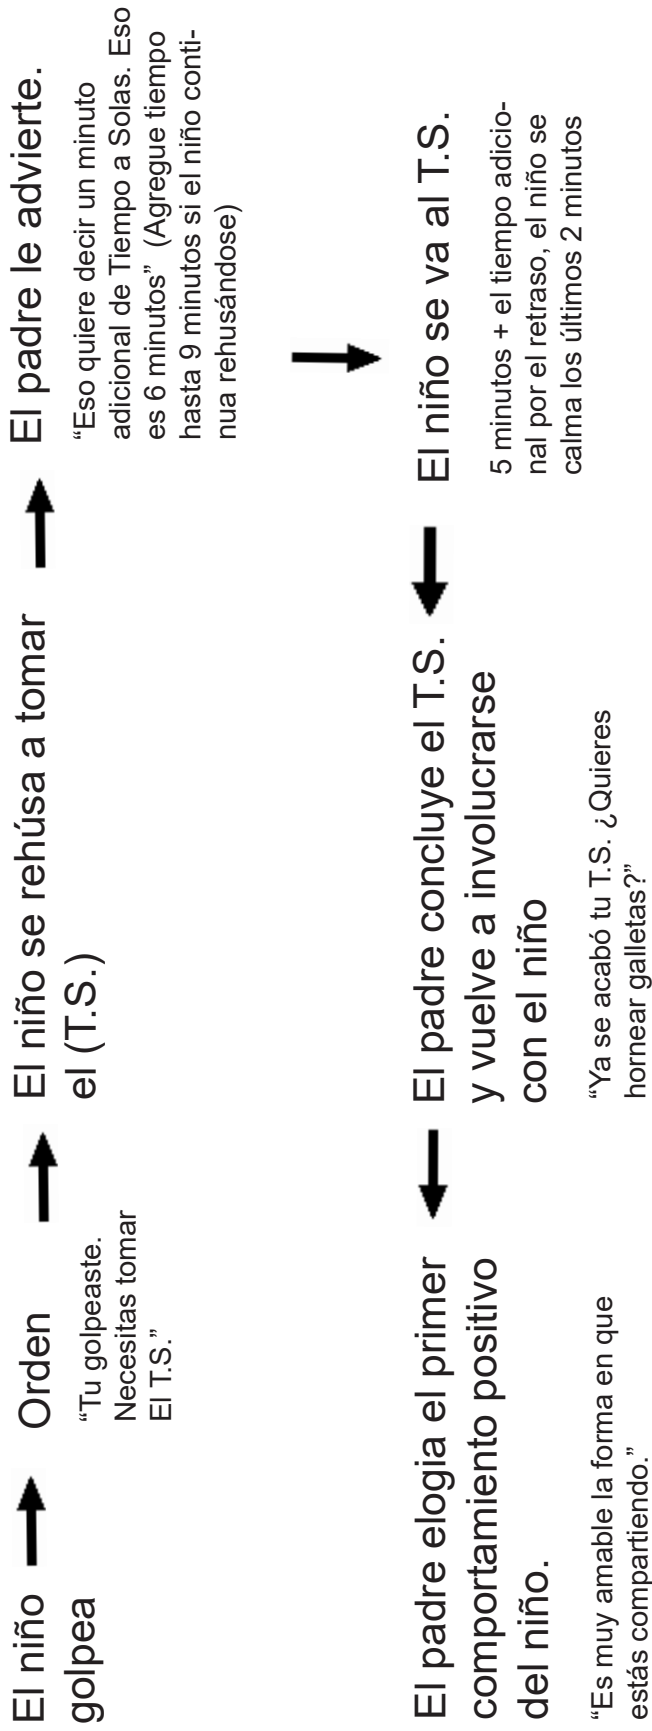 El niño
golpea
Orden
“Tu golpeaste.
Necesitas tomar
El T.S.”
El niño se rehúsa a tomar
el (T.S.)
El padre le advierte.
“Eso quiere decir un minuto
adicional de Tiempo a Solas. Eso
es 6 minutos” (Agregue tiempo
hasta 9 minutos si el niño conti-
nua rehusándose)
El niño se va al T.S.
5 minutos + el tiempo adicio-
nal por el retraso, el niño se
calma los últimos 2 minutos
El padre concluye el T.S.
y vuelve a involucrarse
con el niño
“Ya se acabó tu T.S. ¿Quieres
hornear galletas?”
El padre elogia el primer
comportamiento positivo
del niño.
“Es muy amable la forma en que
estás compartiendo.”